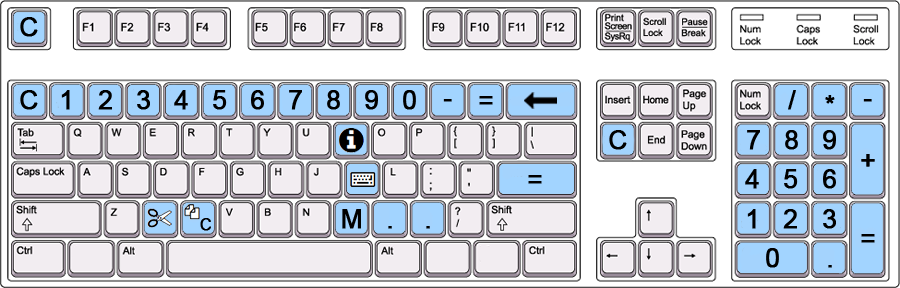 C F1 F2 F3 F4 F5 F6 F7 F8 F9 F10 F11 F12 Print Screen SysRq Scroll Lock Pause Break Num Lock Caps Lock Scroll Lock
C 1 2 3 4 5 6 7 8 9 0 - = ← Insert Home Page Up Num Lock / * -
Tab Q W E R T Y U i O P { [ } ] | \ C End Page Down 7 8 9 +
Caps Lock A S D F G H J L : ; " ' = 4 5 6
Shift ⇧ Z C V B N M . . ? / Shift ⇧ ↑ 1 2 3 =
Ctrl Alt Alt Ctrl ← ↓ → 0 .